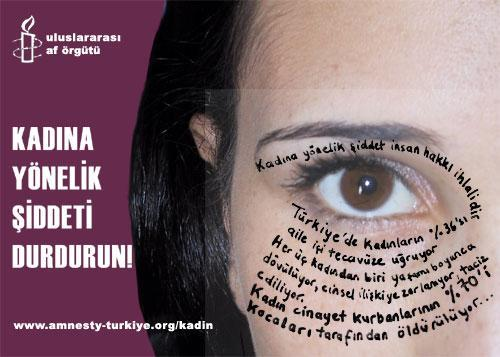 uluslararası
af örgütü
KADINA
YÖNELİK
ŞİDDETİ
DURDURUN!
www.amnesty-turkiye.org/kadin
Kadına yönelik şiddet insan hakkı ihlalidir
Türkiye'de kadınların %36'sı
aile içi tecavüze uğruyor
Her üç kadından biri yaşamı boyunca
dövülüyor, cinsel ilişkiye zorlanıyor, taciz
ediliyor.
Kadın cinayet kurbanlarının %70'i
kocaları tarafından öldürülüyor...